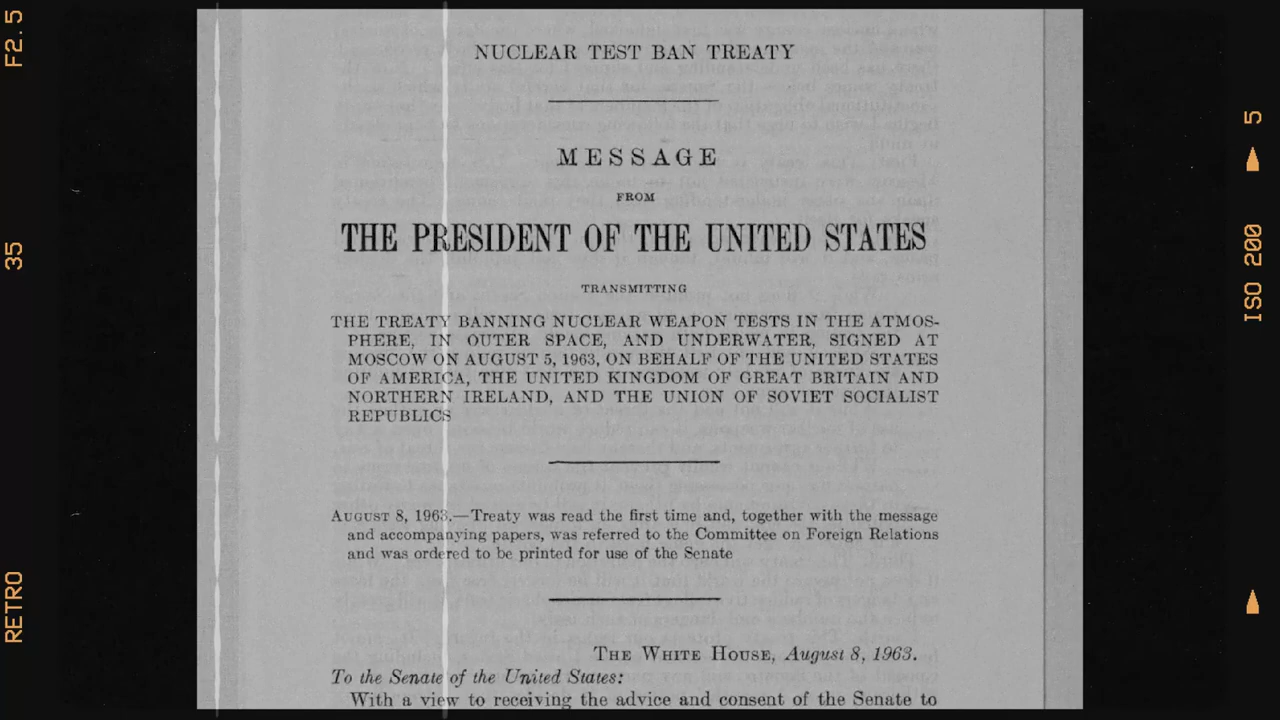 NUCLEAR TEST BAN TREATY
MESSAGE
FROM
THE PRESIDENT OF THE UNITED STATES
TRANSMITTING
THE TREATY BANNING NUCLEAR WEAPON TESTS IN THE ATMOS-
PHERE, IN OUTER SPACE, AND UNDERWATER, SIGNED AT
MOSCOW ON AUGUST 5, 1963, ON BEHALF OF THE UNITED STATES
OF AMERICA, THE UNITED KINGDOM OF GREAT BRITAIN AND
NORTHERN IRELAND, AND THE UNION OF SOVIET SOCIALIST
REPUBLICS
AUGUST 8, 1963.—Treaty was read the first time and, together with the message
and accompanying papers, was referred to the Committee on Foreign Relations
and was ordered to be printed for use of the Senate
THE WHITE HOUSE, August 8, 1963.
To the Senate of the United States:
With a view to receiving the advice and consent of the Senate to
F2.5
35
RETRO
5
ISO 200